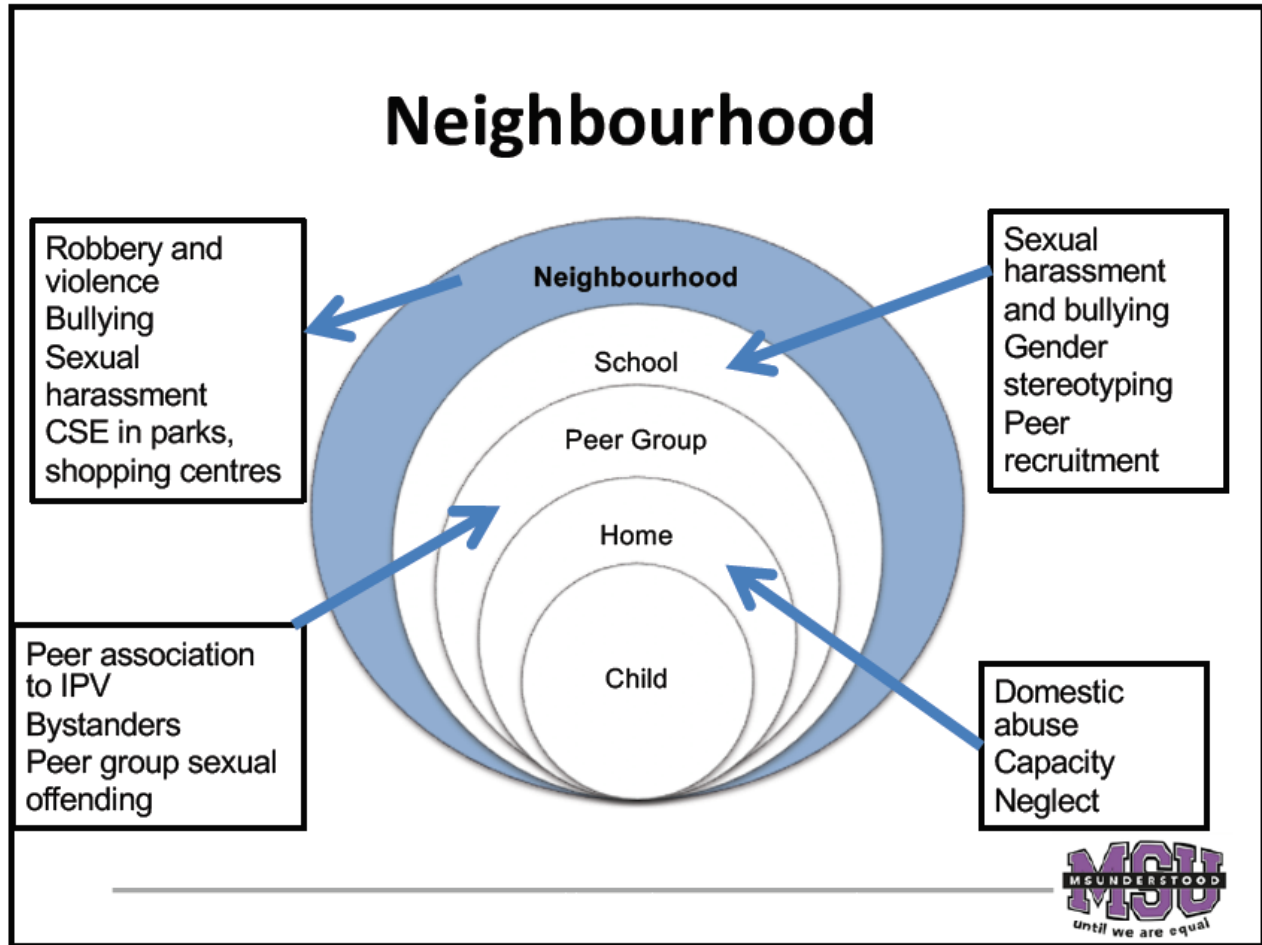 Neighbourhood
Robbery and
violence
Bullying
Sexual
harassment
CSE in parks,
shopping centres
Sexual
harassment
and bullying
Gender
stereotyping
Peer
recruitment
Neighbourhood
School
Peer Group
Home
Child
Peer association
to IPV
Bystanders
Peer group sexual
offending
Domestic
abuse
Capacity
Neglect
MSU
MSUNDERSTOOD
until we are equal